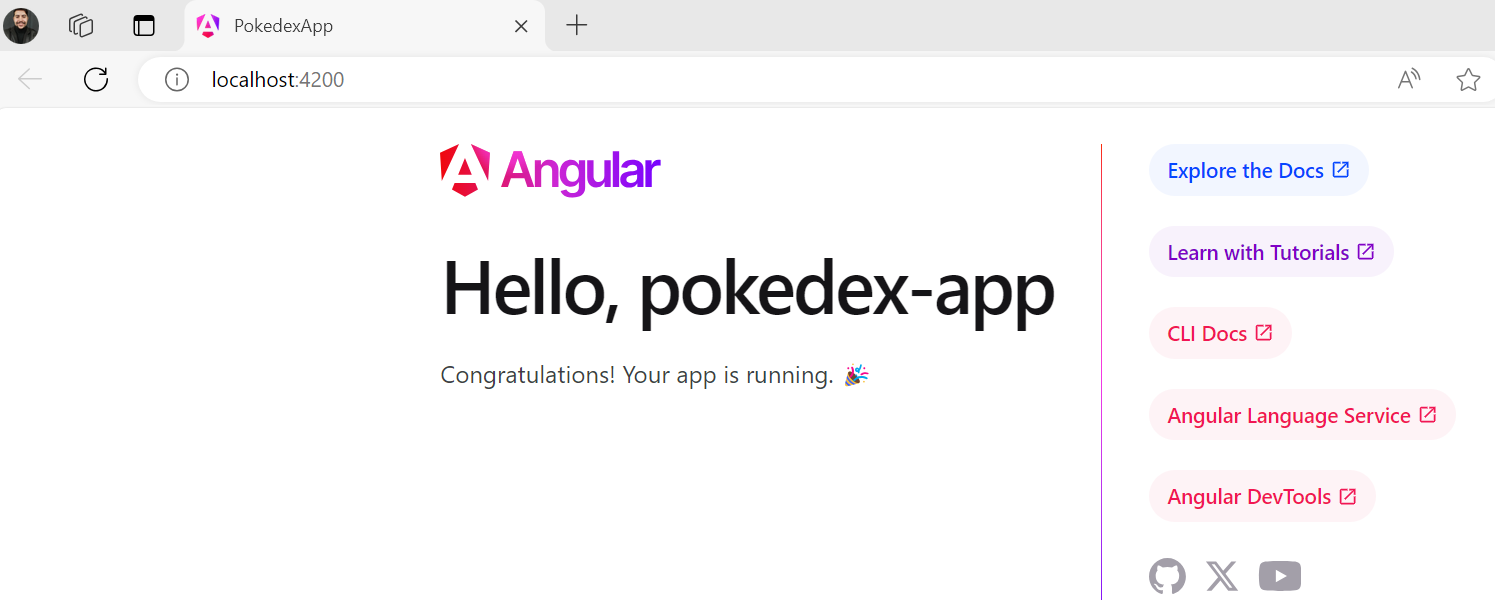 PokedexApp
localhost:4200
Angular
Hello, pokedex-app
Congratulations! Your app is running. 🎉
Explore the Docs
Learn with Tutorials
CLI Docs
Angular Language Service
Angular DevTools